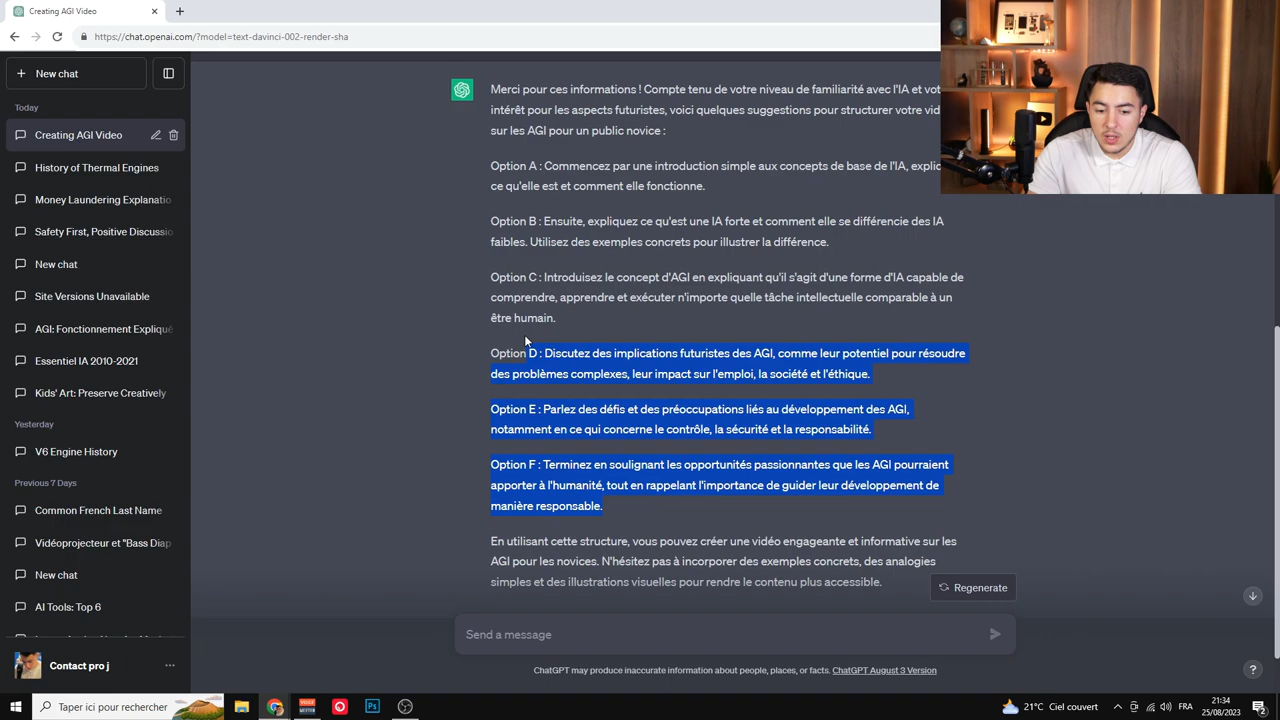 Creating AGI Video
https://chat.openai.com/?model=text-davinci-002-render-sha
New chat
Today
Creating AGI Video
History of Thermal Engines
Money Laundering Explanatio
Safety First, Positive Discussio
New chat
Site Versions Unavailable
AGI: Fonctionnement Expliqué
Essentiel IA 2010-2021
Kids' Art: Preserve Creatively
Yesterday
V6 Engine History
Previous 7 Days
Common French Last Name
Vidéoprojecteur et "Bass Diap
New chat
AI Tools: Top 6
Contact pro j
Merci pour ces informations ! Compte tenu de votre niveau de familiarité avec l'IA et vot
intérêt pour les aspects futuristes, voici quelques suggestions pour structurer votre vid
sur les AGI pour un public novice :
Option A : Commencez par une introduction simple aux concepts de base de l'IA, expli
ce qu'elle est et comment elle fonctionne.
Option B : Ensuite, expliquez ce qu'est une IA forte et comment elle se différencie des IA
faibles. Utilisez des exemples concrets pour illustrer la différence.
Option C : Introduisez le concept d'AGI en expliquant qu'il s'agit d'une forme d'IA capable de
comprendre, apprendre et exécuter n'importe quelle tâche intellectuelle comparable à un
être humain.
Option D : Discutez des implications futuristes des AGI, comme leur potentiel pour résoudre
des problèmes complexes, leur impact sur l'emploi, la société et l'éthique.
Option E : Parlez des défis et des préoccupations liés au développement des AGI,
notamment en ce qui concerne le contrôle, la sécurité et la responsabilité.
Option F : Terminez en soulignant les opportunités passionnantes que les AGI pourraient
apporter à l'humanité, tout en rappelant l'importance de guider leur développement de
manière responsable.
En utilisant cette structure, vous pouvez créer une vidéo engageante et informative sur les
AGI pour les novices. N'hésitez pas à incorporer des exemples concrets, des analogies
simples et des illustrations visuelles pour rendre le contenu plus accessible.
Regenerate
Send a message
ChatGPT may produce inaccurate information about people, places, or facts. ChatGPT August 3 Version
?
Taper ici pour rechercher
Ps
21°C Ciel couvert
FRA
21:34
25/08/2023
2